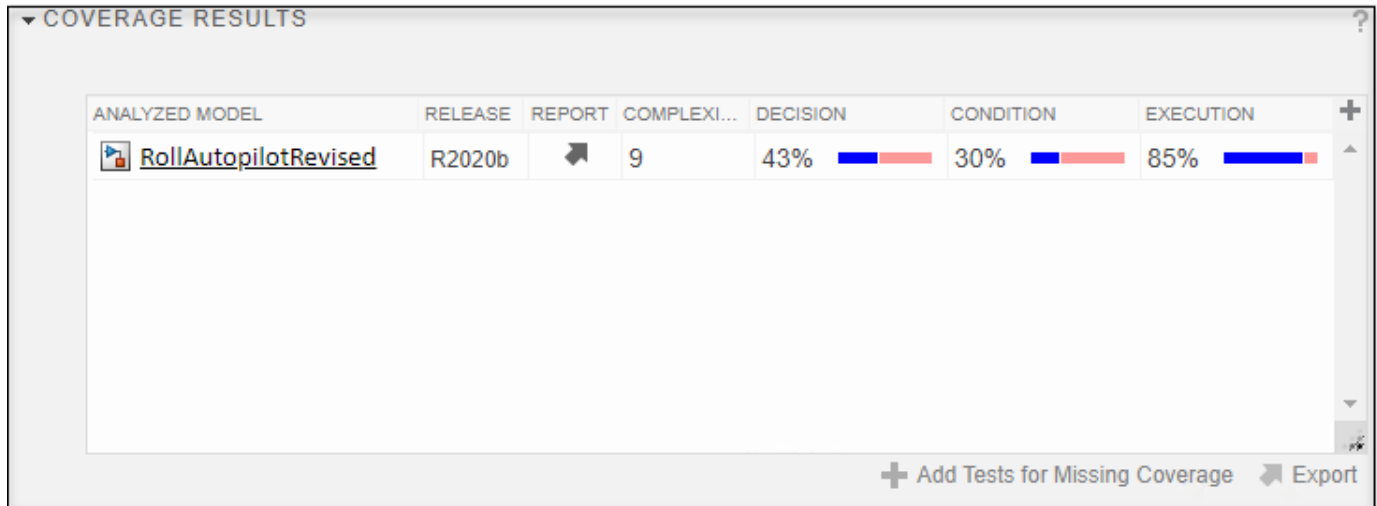 COVERAGE RESULTS
?
ANALYZED MODEL RELEASE REPORT COMPLEXI... DECISION CONDITION EXECUTION
RollAutopilotRevised R2020b 9 43% 30% 85%
Add Tests for Missing Coverage Export